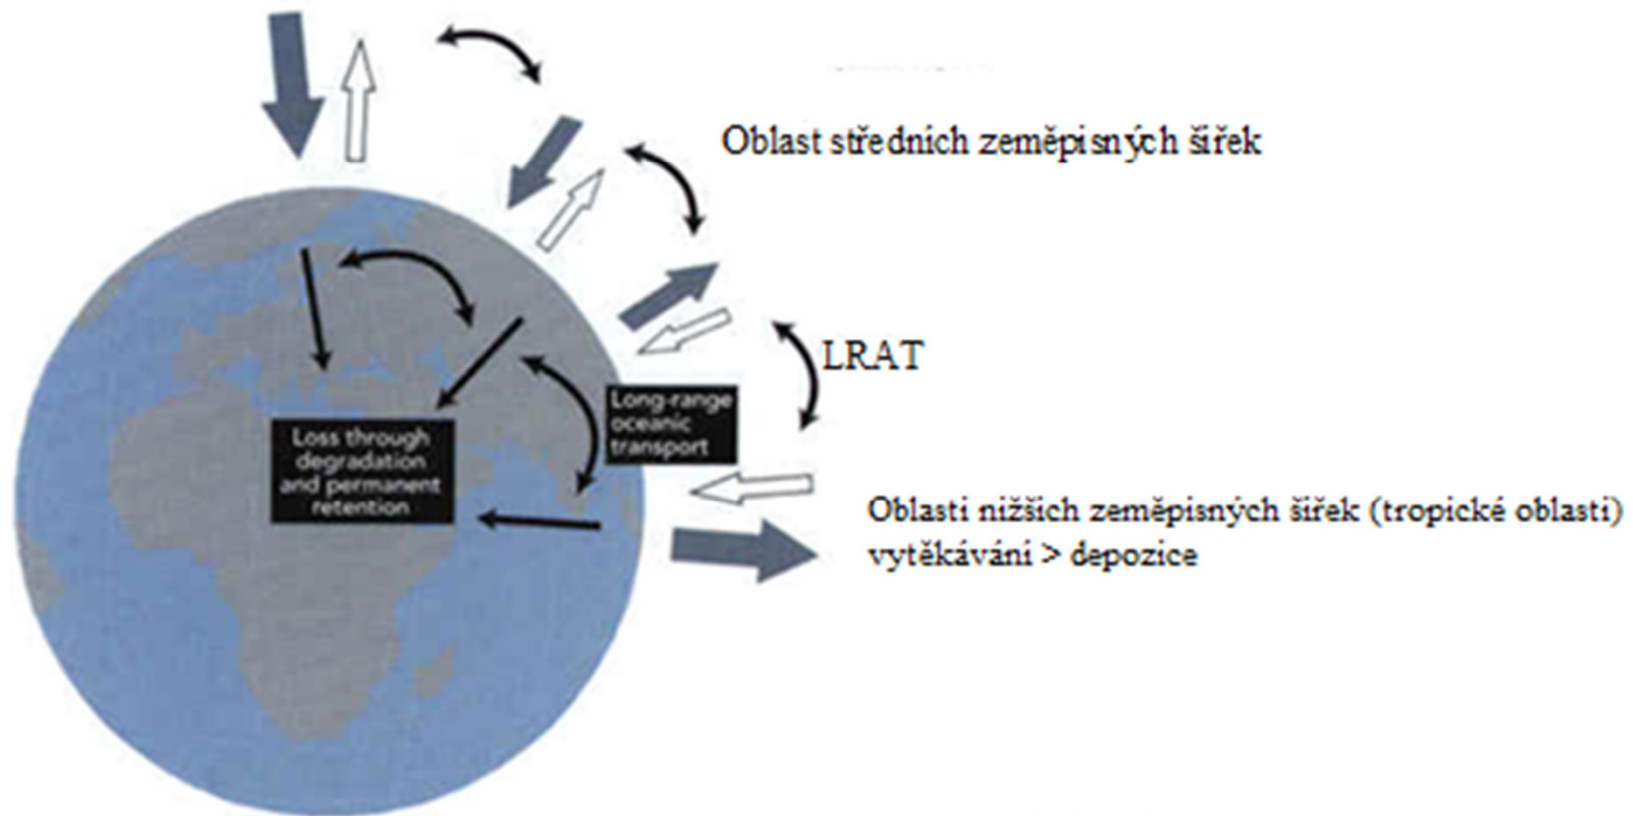 Oblast středních zeměpisných šířek
LRAT
Long-range
oceanic
transport
Loss through
degradation
and permanent
retention
Oblasti nižších zeměpisných šířek (tropické oblasti)
vytěkávání > depozice